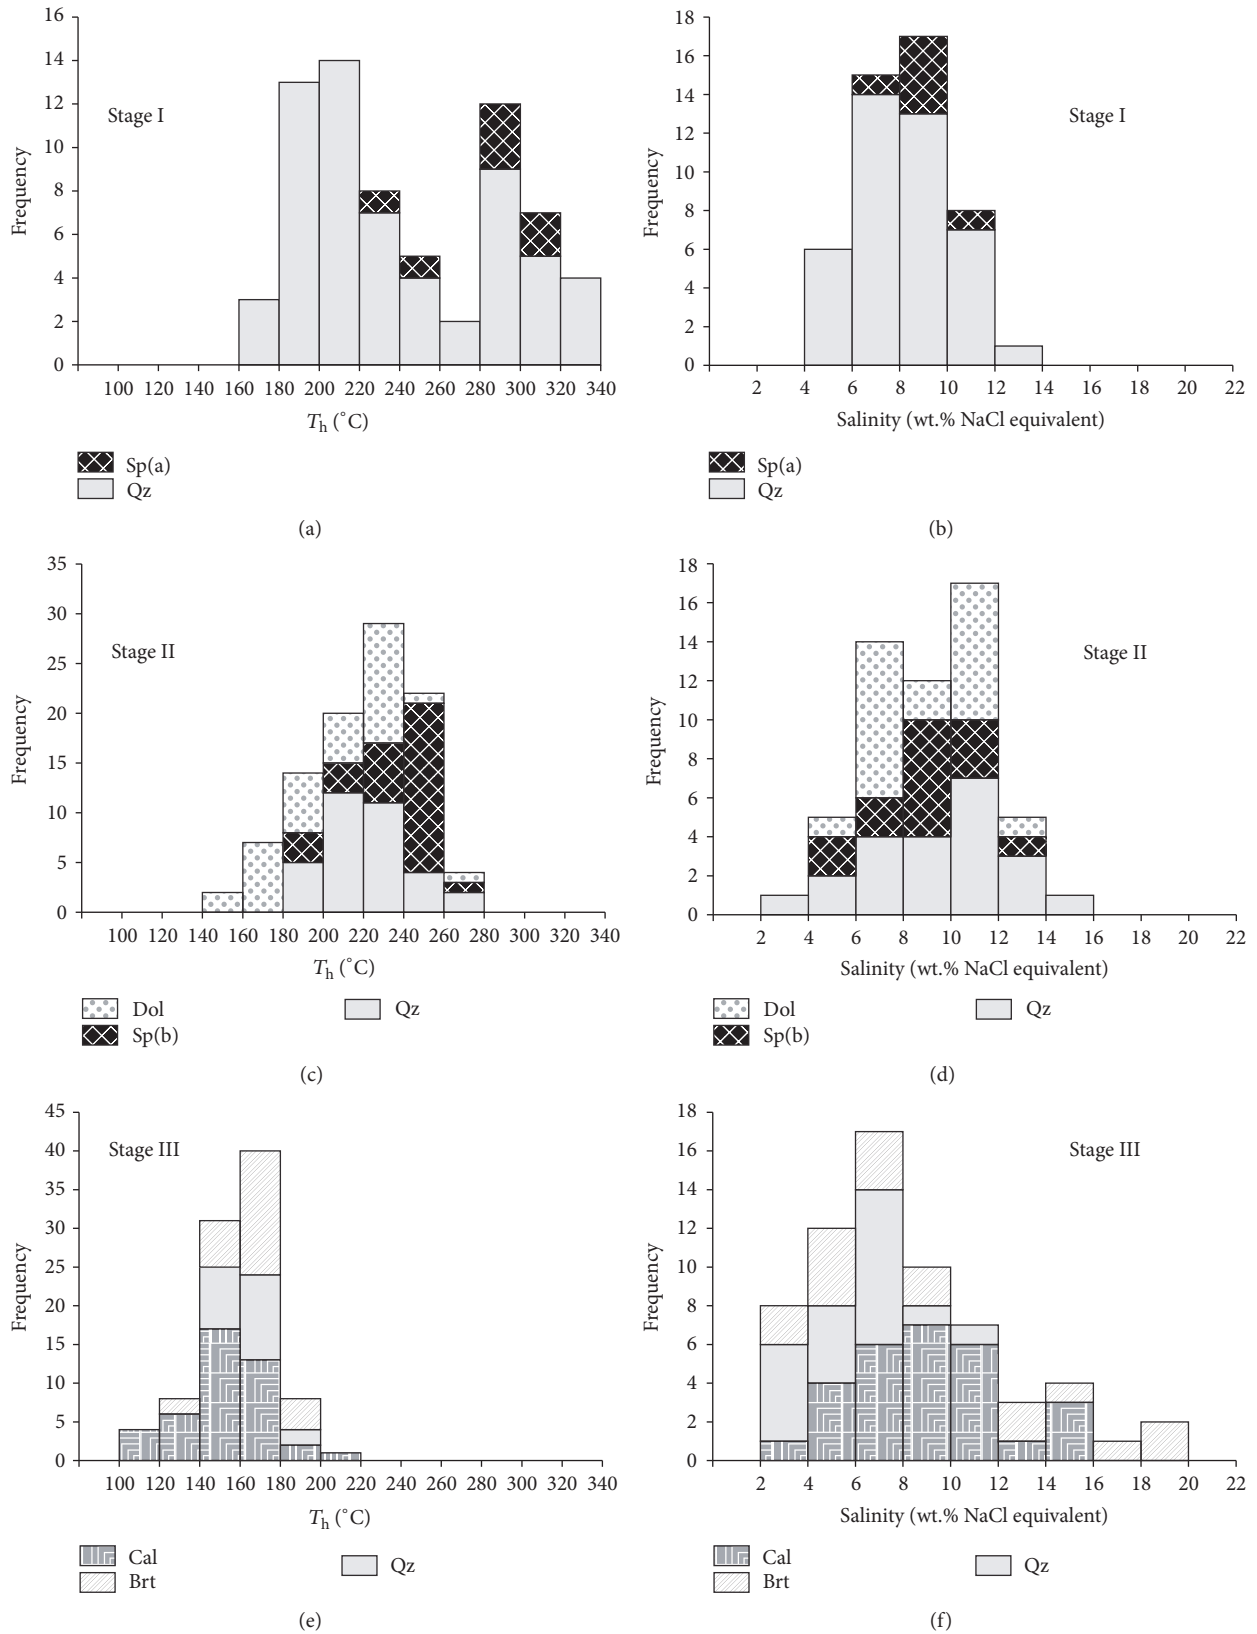 16
14
12
10
8
6
4
2
0
Frequency
Stage I
100 120 140 160 180 200 220 240 260 280 300 320 340
Th (°C)
Sp(a)
Qz
(a)
18
16
14
12
10
8
6
4
2
0
Frequency
Stage I
2 4 6 8 10 12 14 16 18 20 22
Salinity (wt.% NaCl equivalent)
Sp(a)
Qz
(b)
35
30
25
20
15
10
5
0
Frequency
Stage II
100 120 140 160 180 200 220 240 260 280 300 320 340
Th (°C)
Dol
Sp(b)
Qz
(c)
18
16
14
12
10
8
6
4
2
0
Frequency
Stage II
2 4 6 8 10 12 14 16 18 20 22
Salinity (wt.% NaCl equivalent)
Dol
Sp(b)
Qz
(d)
45
40
35
30
25
20
15
10
5
0
Frequency
Stage III
100 120 140 160 180 200 220 240 260 280 300 320 340
Th (°C)
Cal
Brt
Qz
(e)
18
16
14
12
10
8
6
4
2
0
Frequency
Stage III
2 4 6 8 10 12 14 16 18 20 22
Salinity (wt.% NaCl equivalent)
Cal
Brt
Qz
(f)